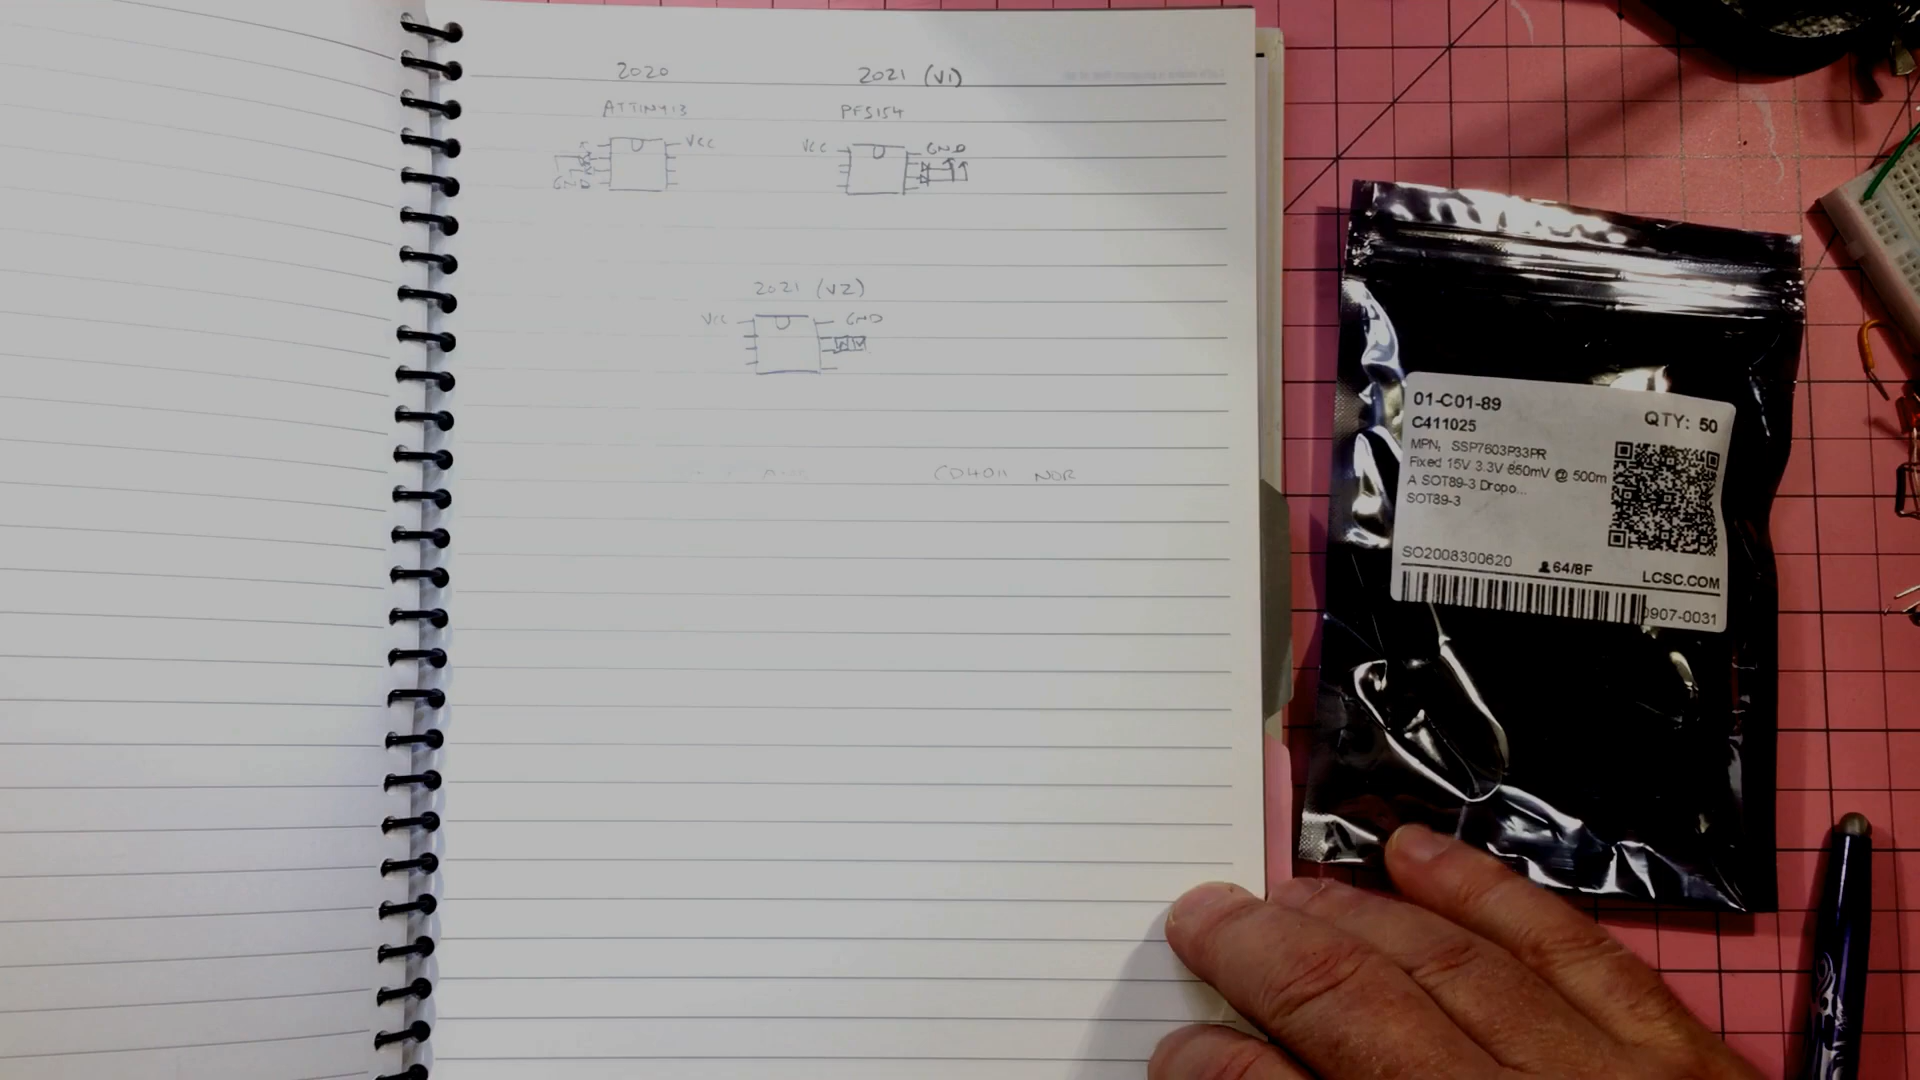 2020
2021 (V1)
ATTINY13
PFS154
VCC
GND
VCC
GND
2021 (V2)
VCC
GND
CD4011 NOR
01-C01-89
QTY: 50
C411025
MPN: SSP7603P33PR
Fixed 15V 3.3V 650mV @ 500m
A SOT89-3 Dropo...
SOT89-3
SO2008300620
64/8F
LCSC.COM
0907-0031